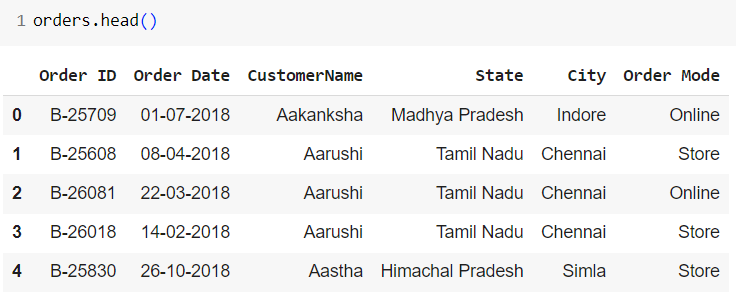 1 orders.head()
Order ID Order Date CustomerName State City Order Mode
0 B-25709 01-07-2018 Aakanksha Madhya Pradesh Indore Online
1 B-25608 08-04-2018 Aarushi Tamil Nadu Chennai Store
2 B-26081 22-03-2018 Aarushi Tamil Nadu Chennai Online
3 B-26018 14-02-2018 Aarushi Tamil Nadu Chennai Store
4 B-25830 26-10-2018 Aastha Himachal Pradesh Simla Store